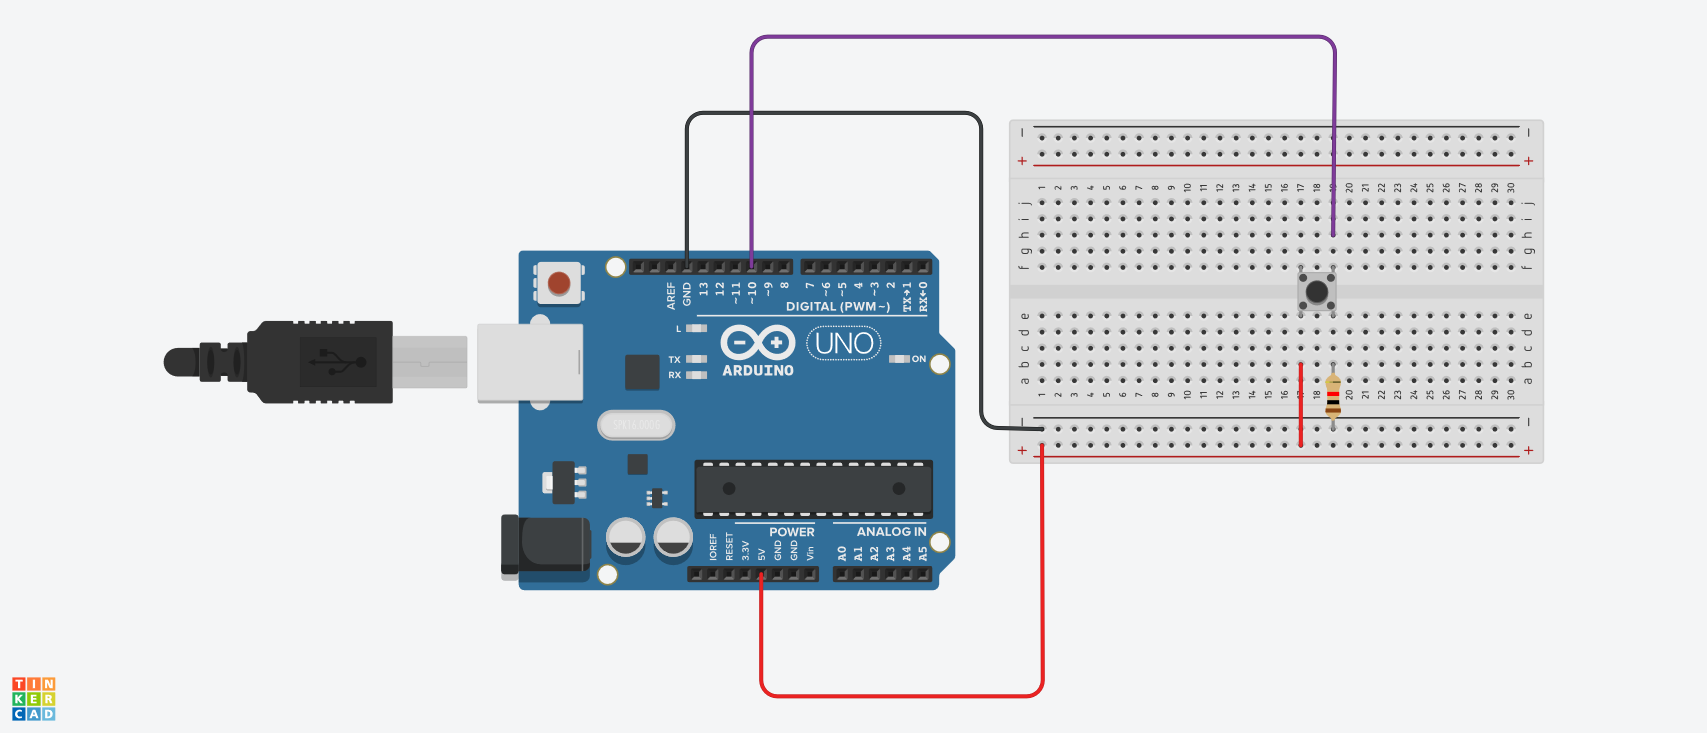 − −
+ +
1 2 3 4 5 6 7 8 9 10 11 12 13 14 15 16 17 18 19 20 21 22 23 24 25 26 27 28 29 30
j j
i i
h h
g g
f f
e e
d d
c c
b b
a a
1 2 3 4 5 6 7 8 9 10 11 12 13 14 15 16 17 18 20 21 22 23 24 25 26 27 28 29 30
− −
+ +
AREF GND 13 12 ~11 ~10 ~9 8 7 ~6 ~5 4 ~3 2 TX→1 RX←0
DIGITAL (PWM~)
L
TX
RX
UNO
ON
ARDUINO
POWER ANALOG IN
IOREF RESET 3.3V 5V GND GND Vin A0 A1 A2 A3 A4 A5
TIN
KER
CAD